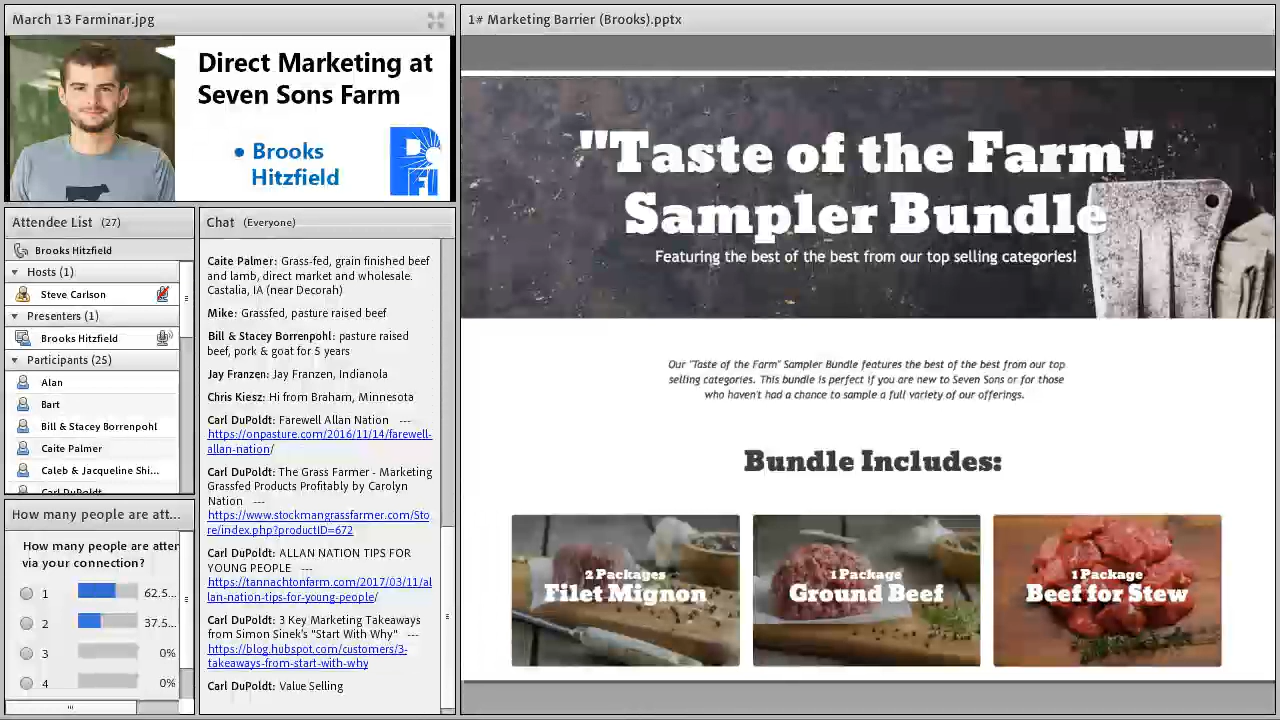 March 13 Farminar.jpg
Direct Marketing at
Seven Sons Farm
• Brooks
Hitzfield
Attendee List (27)
Brooks Hitzfield
Hosts (1)
Steve Carlson
Presenters (1)
Brooks Hitzfield
Participants (25)
Alan
Bart
Bill & Stacey Borrenpohl
Caite Palmer
Caleb & Jacqueline Shi...
Carl DuPoldt
How many people are att...
How many people are atten
via your connection?
1 62.5...
2 37.5...
3 0%
4 0%
Chat (Everyone)
Caite Palmer: Grass-fed, grain finished beef
and lamb, direct market and wholesale.
Castalia, IA (near Decorah)
Mike: Grassfed, pasture raised beef
Bill & Stacey Borrenpohl: pasture raised
beef, pork & goat for 5 years
Jay Franzen: Jay Franzen, Indianola
Chris Kiesz: Hi from Braham, Minnesota
Carl DuPoldt: Farewell Allan Nation ---
https://onpasture.com/2016/11/14/farewell-
allan-nation/
Carl DuPoldt: The Grass Farmer - Marketing
Grassfed Products Profitably by Carolyn
Nation ---
https://www.stockmangrassfarmer.com/Sto
re/index.php?productID=672
Carl DuPoldt: ALLAN NATION TIPS FOR
YOUNG PEOPLE ---
https://tannachtonfarm.com/2017/03/11/al
lan-nation-tips-for-young-people/
Carl DuPoldt: 3 Key Marketing Takeaways
from Simon Sinek's "Start With Why" ---
https://blog.hubspot.com/customers/3-
takeaways-from-start-with-why
Carl DuPoldt: Value Selling
1# Marketing Barrier (Brooks).pptx
"Taste of the Farm"
Sampler Bundle
Featuring the best of the best from our top selling categories!
Our "Taste of the Farm" Sampler Bundle features the best of the best from our top
selling categories. This bundle is perfect if you are new to Seven Sons or for those
who haven't had a chance to sample a full variety of our offerings.
Bundle Includes:
2 Packages
Filet Mignon
1 Package
Ground Beef
1 Package
Beef for Stew